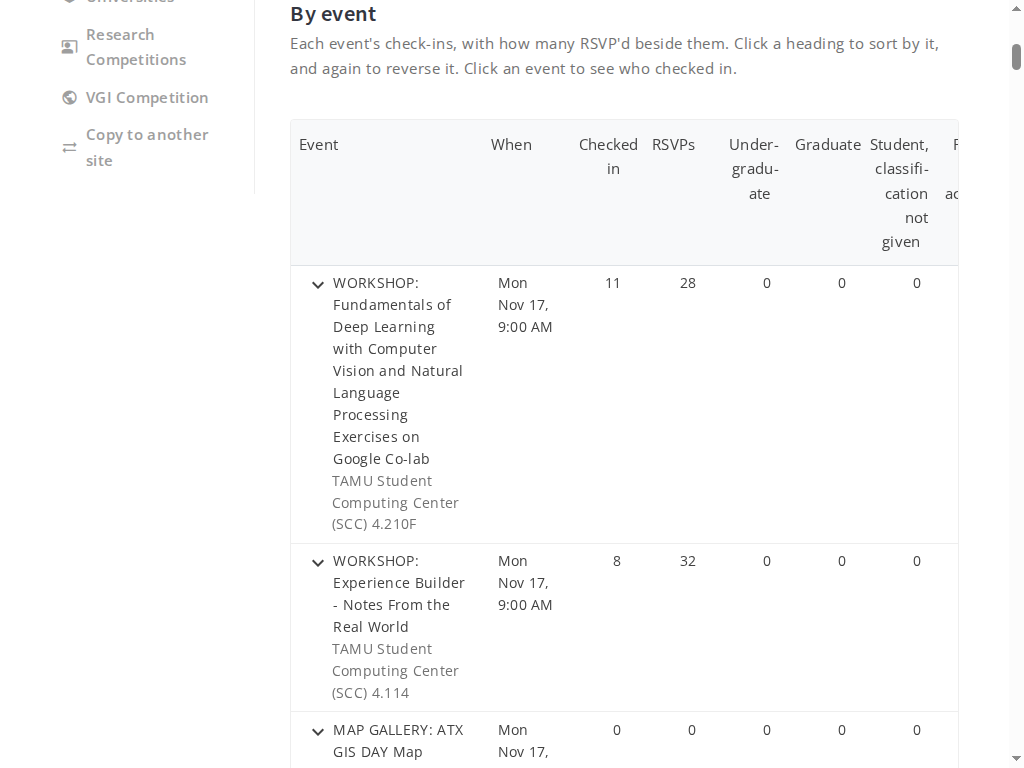 Research
Competitions
VGI Competition
Copy to another
site
By event
Each event's check-ins, with how many RSVP'd beside them. Click a heading to sort by it,
and again to reverse it. Click an event to see who checked in.
Event
When
Checked
in
RSVPs
Under-
gradu-
ate
Graduate
Student,
classifi-
cation
not
given
WORKSHOP:
Fundamentals of
Deep Learning
with Computer
Vision and Natural
Language
Processing
Exercises on
Google Co-lab
TAMU Student
Computing Center
(SCC) 4.210F
Mon
Nov 17,
9:00 AM
11
28
0
0
0
WORKSHOP:
Experience Builder
- Notes From the
Real World
TAMU Student
Computing Center
(SCC) 4.114
Mon
Nov 17,
9:00 AM
8
32
0
0
0
MAP GALLERY: ATX
GIS DAY Map
Mon
Nov 17,
0
0
0
0
0